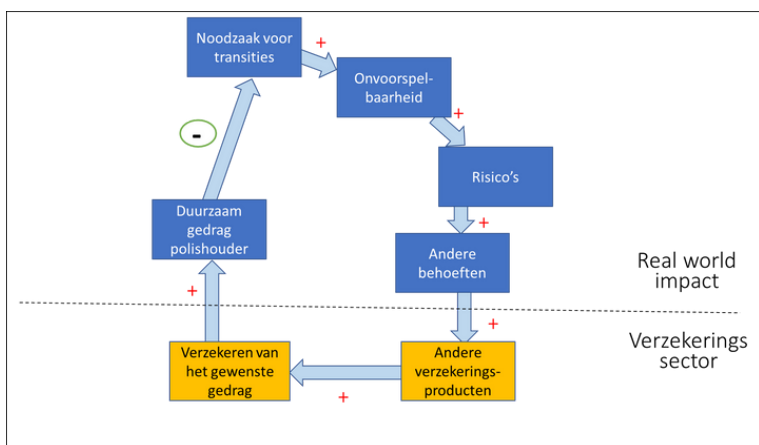 Noodzaak voor
transities
+
Onvoorspel-
baarheid
+
Risico's
+
Andere
behoeften
+
Andere
verzekerings-
producten
+
Verzekeren van
het gewenste
gedrag
+
Duurzaam
gedrag
polishouder
-
Real world
impact
Verzekerings
sector